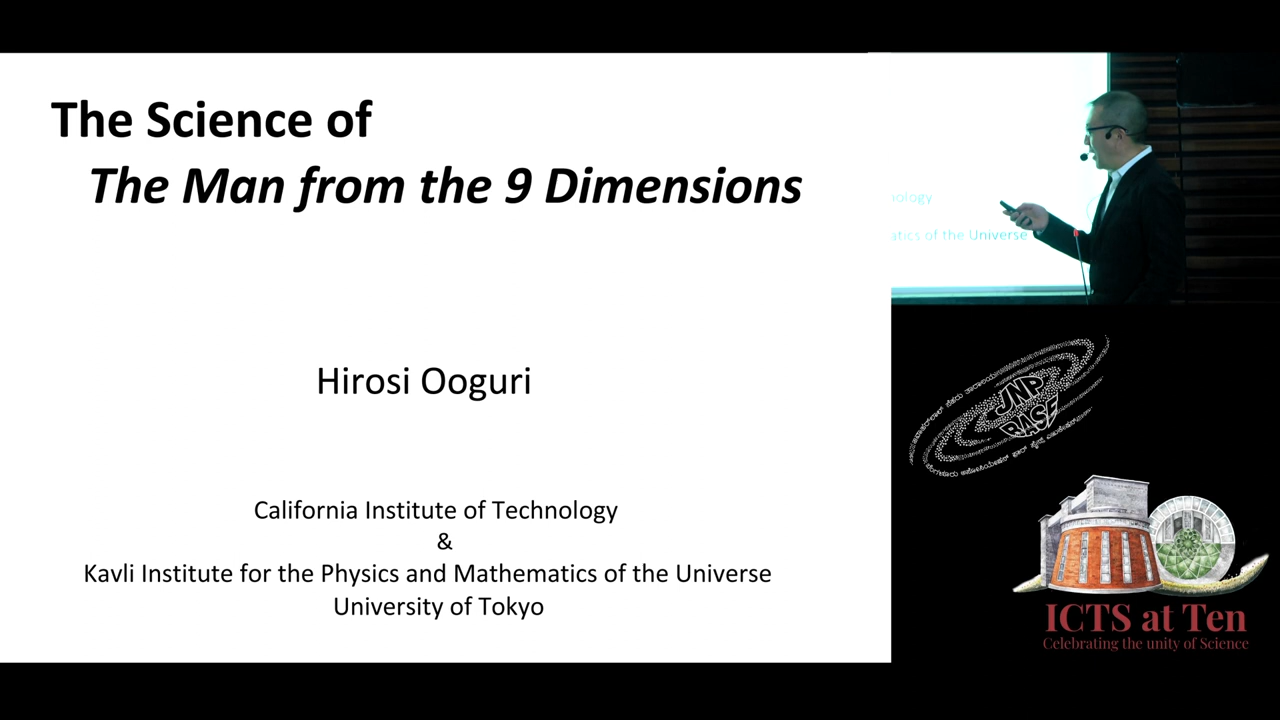 The Science of
The Man from the 9 Dimensions
Hirosi Ooguri
California Institute of Technology
&
Kavli Institute for the Physics and Mathematics of the Universe
University of Tokyo
nology
atics of the Universe
JNP
BASE
ICTS at Ten
Celebrating the unity of Science